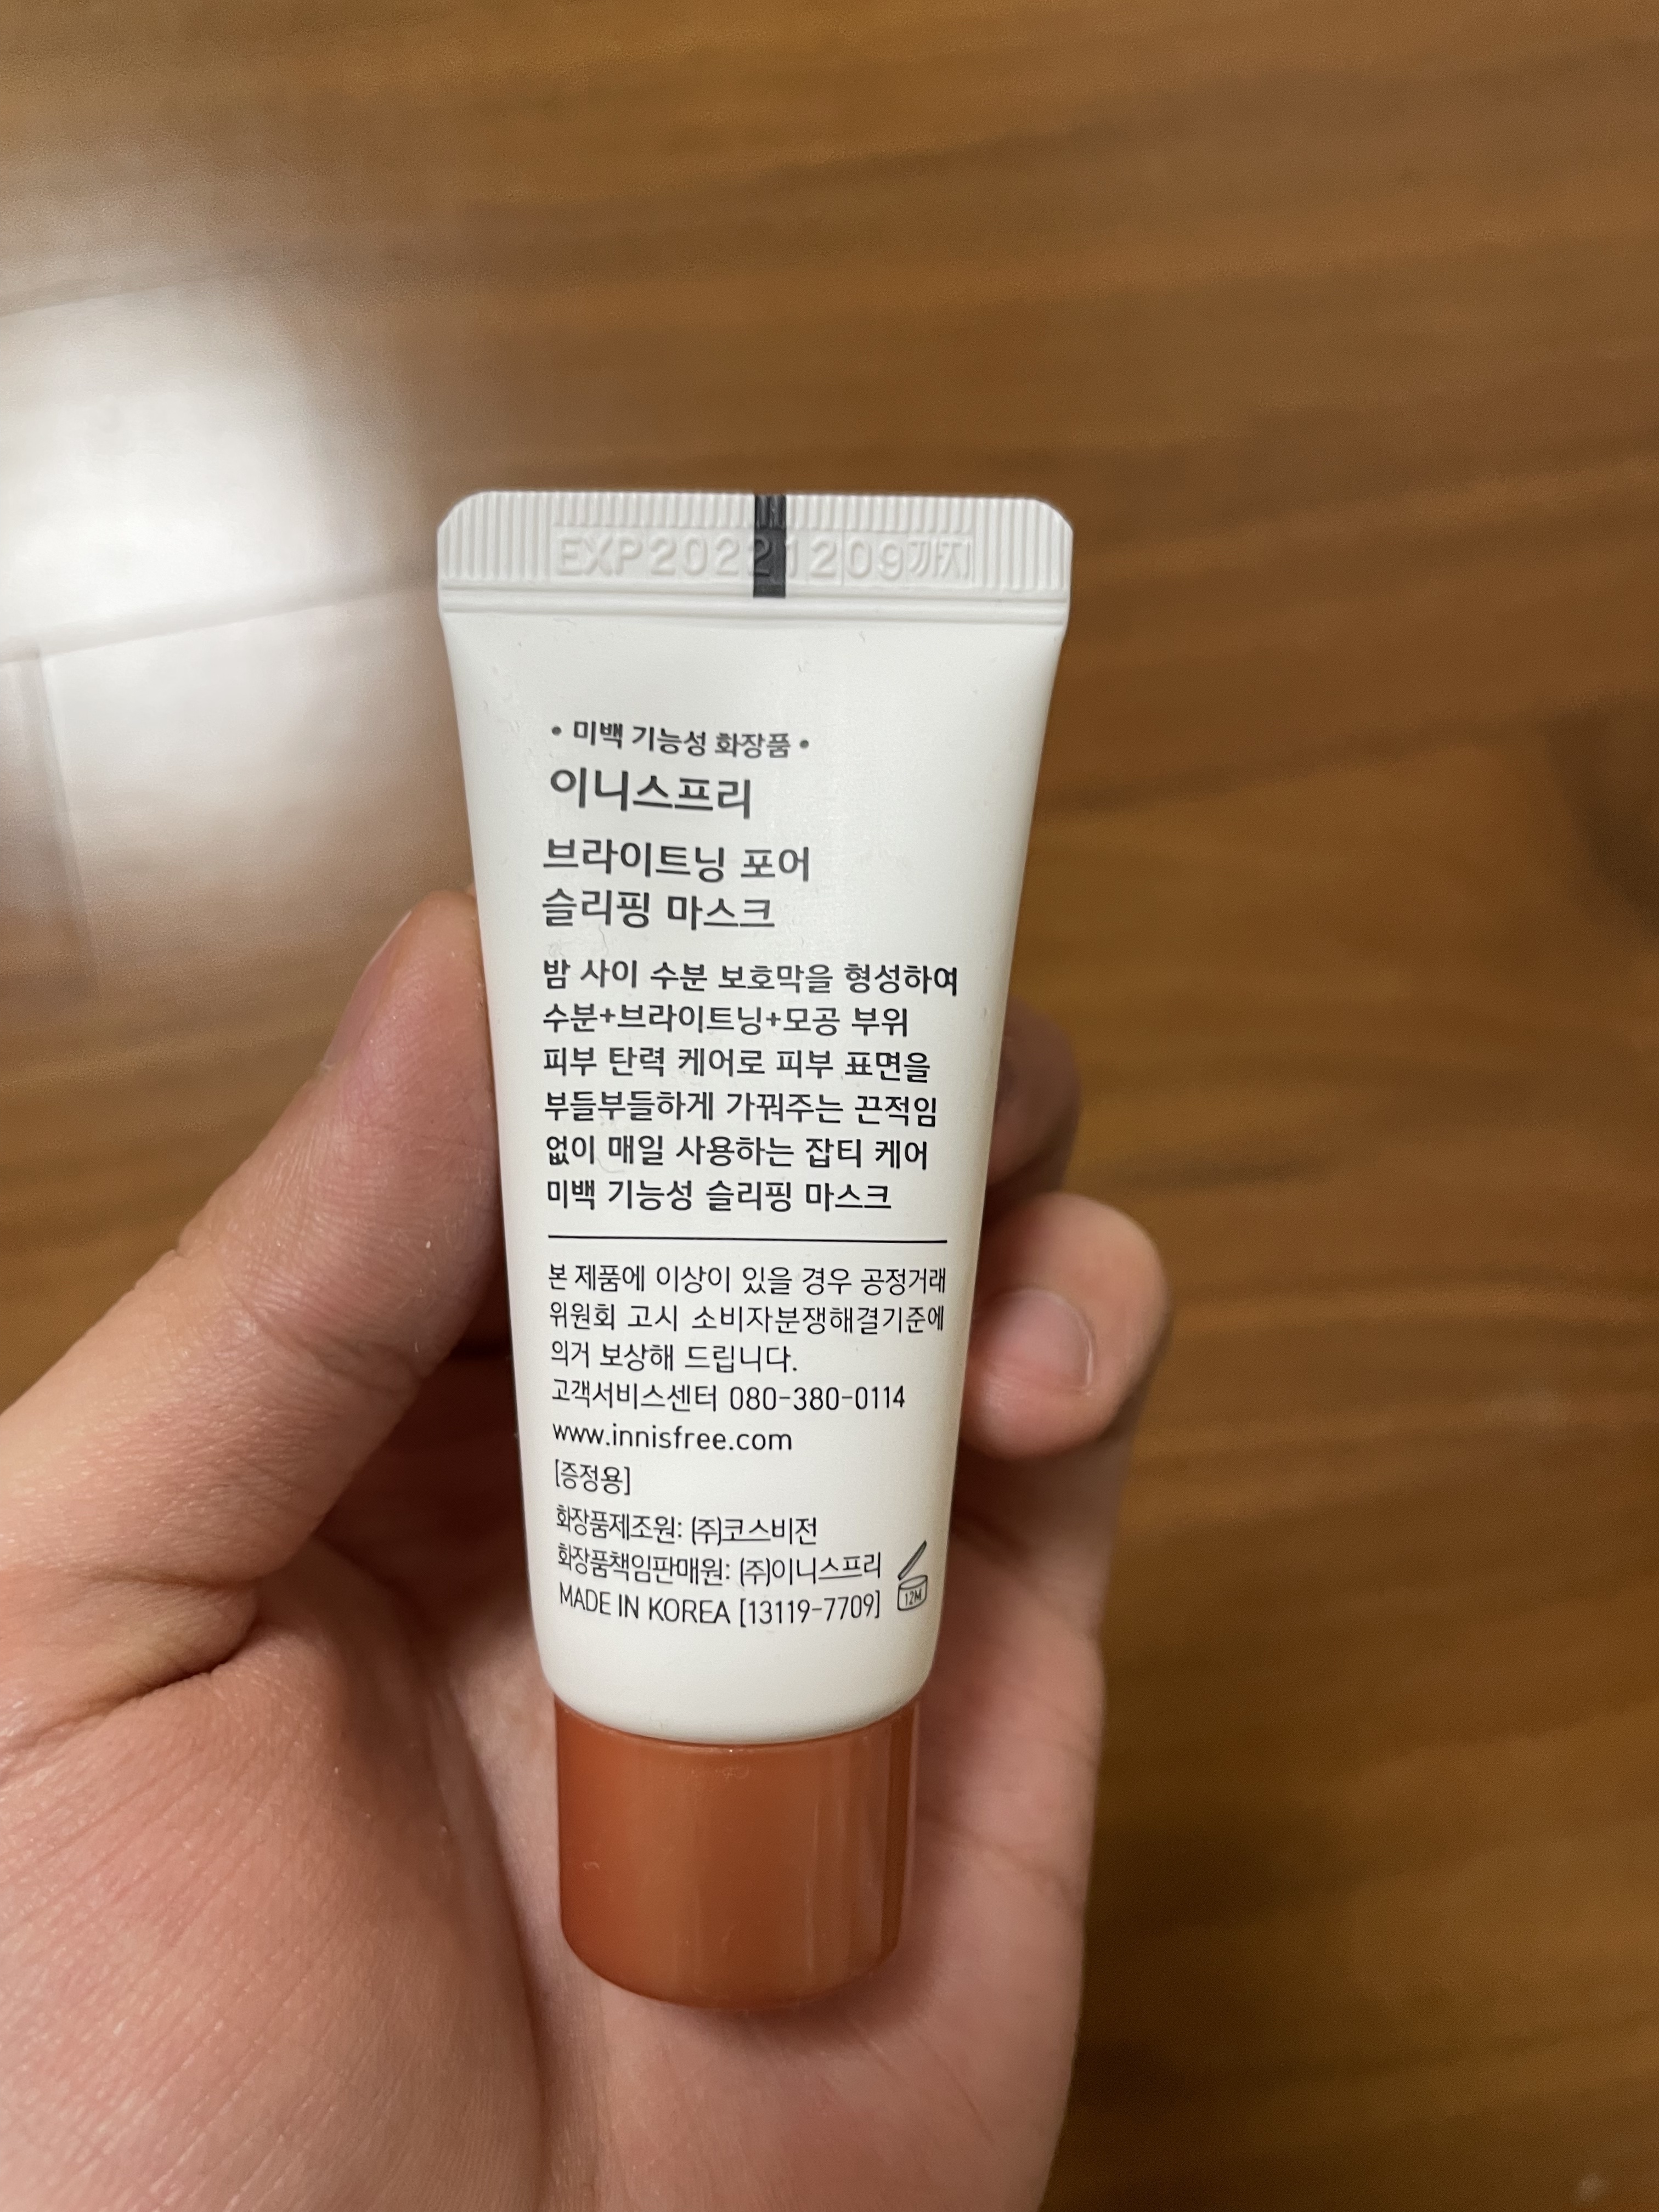 EXP20221209까지
• 미백 기능성 화장품 •
이니스프리
브라이트닝 포어
슬리핑 마스크
밤 사이 수분 보호막을 형성하여
수분+브라이트닝+모공 부위
피부 탄력 케어로 피부 표면을
부들부들하게 가꿔주는 끈적임
없이 매일 사용하는 잡티 케어
미백 기능성 슬리핑 마스크
본 제품에 이상이 있을 경우 공정거래
위원회 고시 소비자분쟁해결기준에
의거 보상해 드립니다.
고객서비스센터 080-380-0114
www.innisfree.com
[증정용]
화장품제조원: (주)코스비전
화장품책임판매원: (주)이니스프리
MADE IN KOREA [13119-7709]
12M